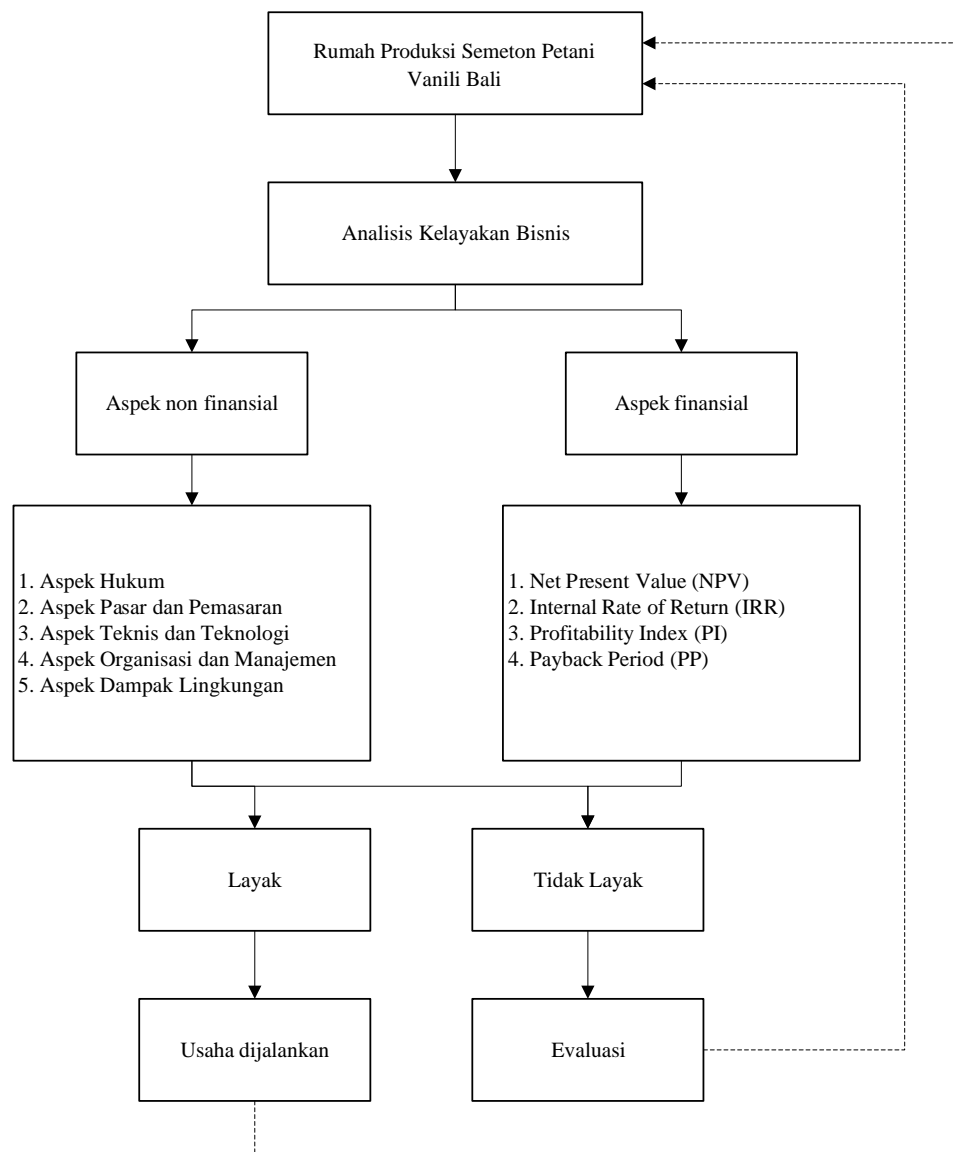 Rumah Produksi Semeton Petani
Vanili Bali
Analisis Kelayakan Bisnis
Aspek non finansial
Aspek finansial
1. Aspek Hukum
2. Aspek Pasar dan Pemasaran
3. Aspek Teknis dan Teknologi
4. Aspek Organisasi dan Manajemen
5. Aspek Dampak Lingkungan
1. Net Present Value (NPV)
2. Internal Rate of Return (IRR)
3. Profitability Index (PI)
4. Payback Period (PP)
Layak
Tidak Layak
Usaha dijalankan
Evaluasi